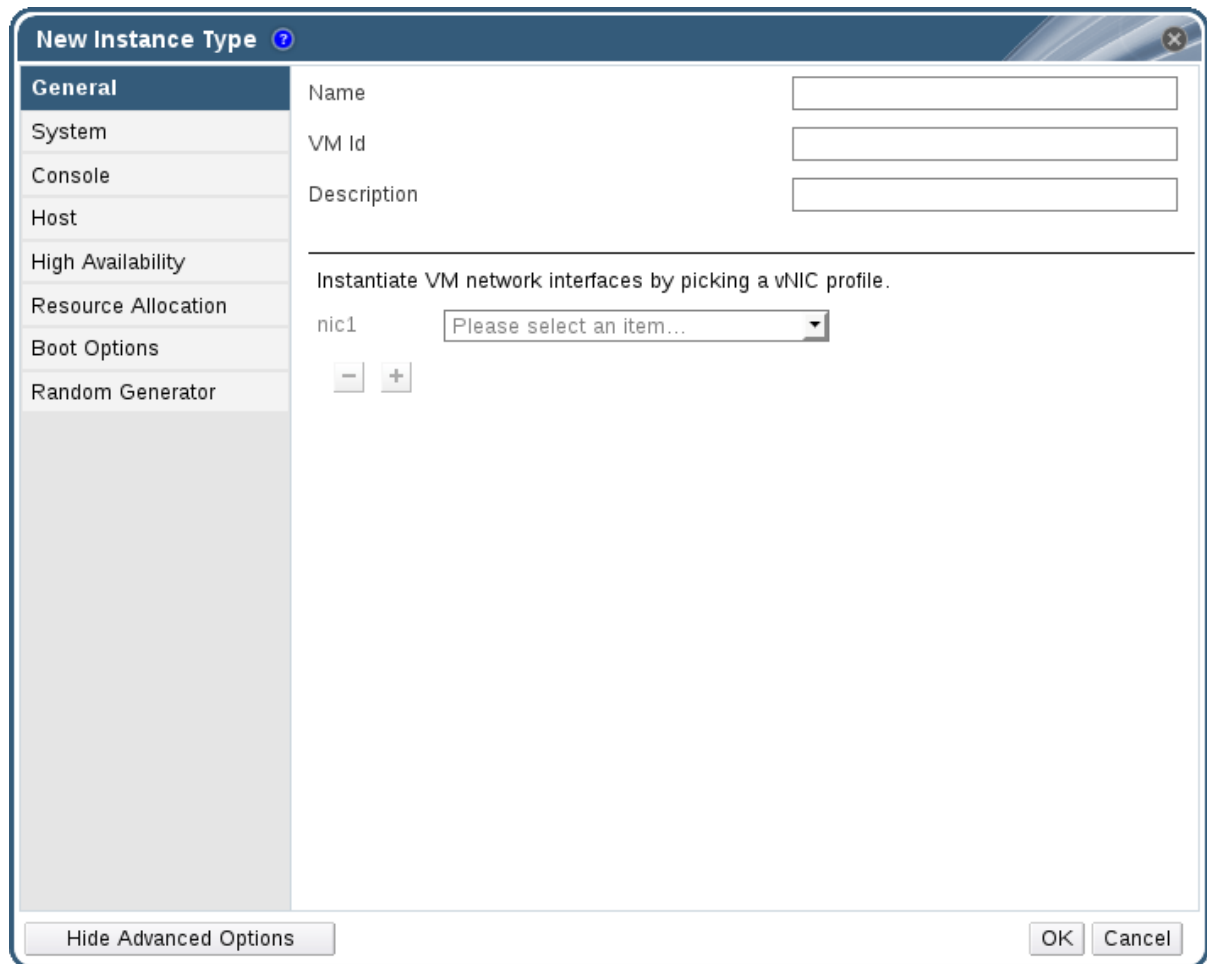 New Instance Type ?
General
System
Console
Host
High Availability
Resource Allocation
Boot Options
Random Generator
Name
VM Id
Description
Instantiate VM network interfaces by picking a vNIC profile.
nic1 Please select an item...
− +
Hide Advanced Options
OK Cancel